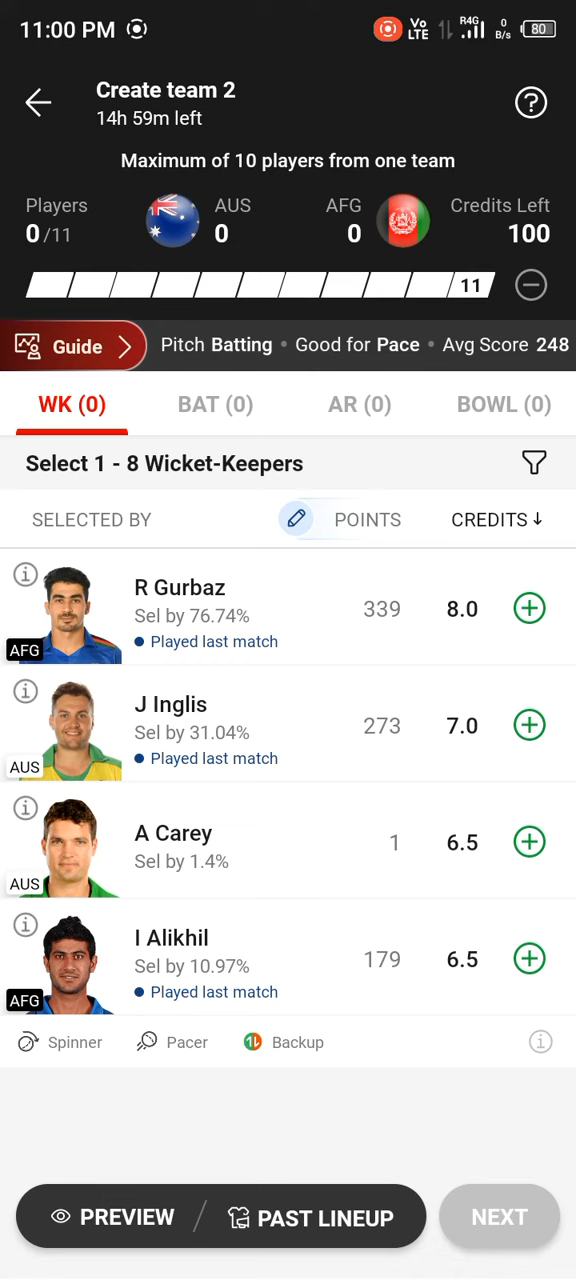 11:00 PM
Vo LTE R4G 0 B/s 80
Create team 2
14h 59m left
Maximum of 10 players from one team
Players AUS AFG Credits Left
0/11 0 0 100
11
Guide Pitch Batting • Good for Pace • Avg Score 248
WK (0) BAT (0) AR (0) BOWL (0)
Select 1 - 8 Wicket-Keepers
SELECTED BY POINTS CREDITS↓
R Gurbaz
Sel by 76.74% 339 8.0
Played last match
AFG
J Inglis
Sel by 31.04% 273 7.0
Played last match
AUS
A Carey
Sel by 1.4% 1 6.5
AUS
I Alikhil
Sel by 10.97% 179 6.5
Played last match
AFG
Spinner Pacer Backup
PREVIEW / PAST LINEUP NEXT